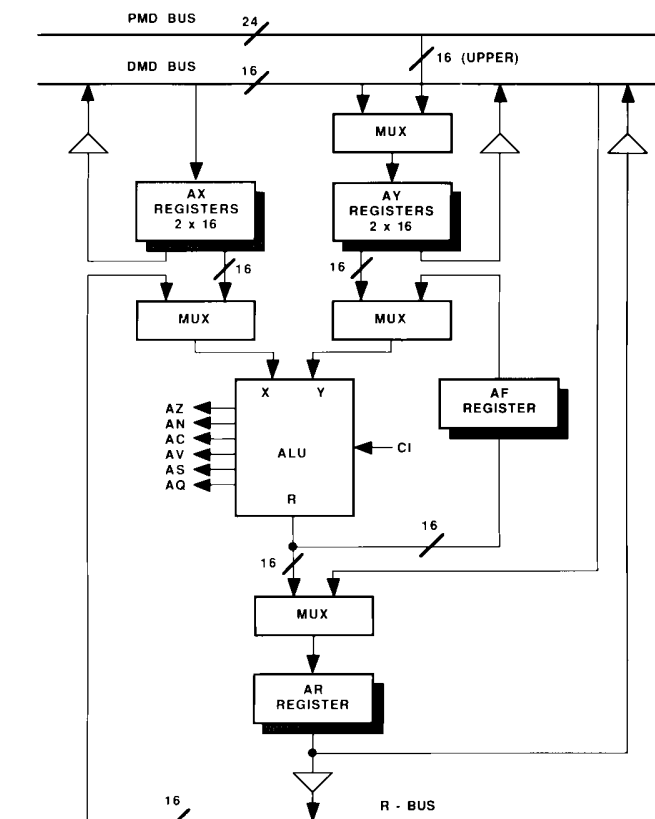 PMD BUS
24
16 (UPPER)
DMD BUS
16
MUX
AX
REGISTERS
2 x 16
AY
REGISTERS
2 x 16
16
16
MUX
MUX
X
Y
AF
REGISTER
AZ
AN
AC
AV
AS
AQ
ALU
CI
R
16
16
MUX
AR
REGISTER
16
R - BUS